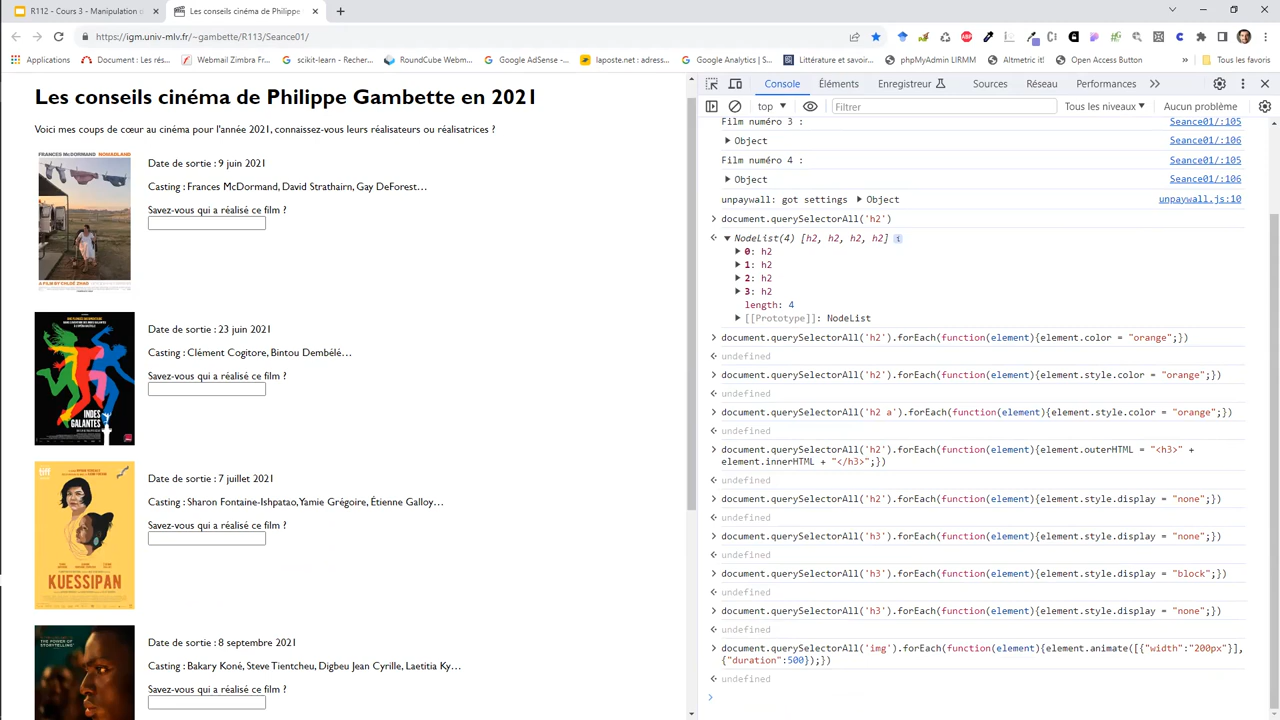 R112 - Cours 3 - Manipulation d
Les conseils cinéma de Philippe
https://igm.univ-mlv.fr/~gambette/R113/Seance01/
Applications
Document : Les rés...
Webmail Zimbra Fr...
scikit-learn - Recher...
RoundCube Webm...
Google AdSense -...
laposte.net : adress...
Google Analytics |...
Littérature et savoir...
phpMyAdmin LIRMM
Altmetric it!
Open Access Button
»
Tous les favoris
Les conseils cinéma de Philippe Gambette en 2021
Voici mes coups de cœur au cinéma pour l'année 2021, connaissez-vous leurs réalisateurs ou réalisatrices ?
FRANCES McDORMAND NOMADLAND
A FILM BY CHLOÉ ZHAO
Date de sortie : 9 juin 2021
Casting : Frances McDormand, David Strathairn, Gay DeForest…
Savez-vous qui a réalisé ce film ?
INDES
GALANTES
Date de sortie : 23 juin 2021
Casting : Clément Cogitore, Bintou Dembélé…
Savez-vous qui a réalisé ce film ?
tiff
KUESSIPAN
Date de sortie : 7 juillet 2021
Casting : Sharon Fontaine-Ishpatao, Yamie Grégoire, Étienne Galloy…
Savez-vous qui a réalisé ce film ?
THE POWER OF
STORYTELLING
Date de sortie : 8 septembre 2021
Casting : Bakary Koné, Steve Tientcheu, Digbeu Jean Cyrille, Laetitia Ky…
Savez-vous qui a réalisé ce film ?
Console
Éléments
Enregistreur
Sources
Réseau
Performances
»
top
Filtrer
Tous les niveaux
Aucun problème
Film numéro 3 : Seance01/:105
Object Seance01/:106
Film numéro 4 : Seance01/:105
Object Seance01/:106
unpaywall: got settings Object unpaywall.js:10
document.querySelectorAll('h2')
NodeList(4) [h2, h2, h2, h2] i
0: h2
1: h2
2: h2
3: h2
length: 4
[[Prototype]]: NodeList
document.querySelectorAll('h2').forEach(function(element){element.color = "orange";})
undefined
document.querySelectorAll('h2').forEach(function(element){element.style.color = "orange";})
undefined
document.querySelectorAll('h2 a').forEach(function(element){element.style.color = "orange";})
undefined
document.querySelectorAll('h2').forEach(function(element){element.outerHTML = "<h3>" +
element.innerHTML + "</h3>";})
undefined
document.querySelectorAll('h2').forEach(function(element){element.style.display = "none";})
undefined
document.querySelectorAll('h3').forEach(function(element){element.style.display = "none";})
undefined
document.querySelectorAll('h3').forEach(function(element){element.style.display = "block";})
undefined
document.querySelectorAll('h3').forEach(function(element){element.style.display = "none";})
undefined
document.querySelectorAll('img').forEach(function(element){element.animate([{"width":"200px"}],
{"duration":500});})
undefined